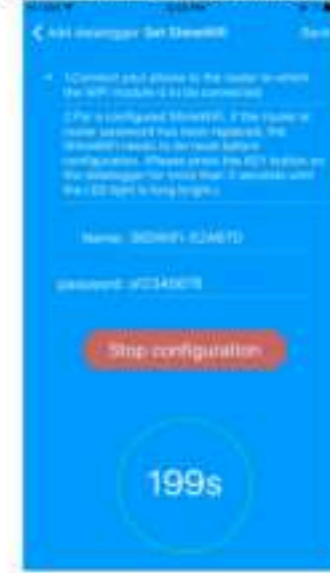 Add datalogger Set ShineWifi
1.Connect your phone to the router to which
the WIFI module is to be connected
2.For a configured ShineWiFi, if the router or
router password has been replaced, the
ShineWiFi needs to be reset before
configuration. (Please press the KEY button on
the datalogger for more than 3 seconds until
the LED light is long bright.)
Name:
password:
Stop configuration
199s